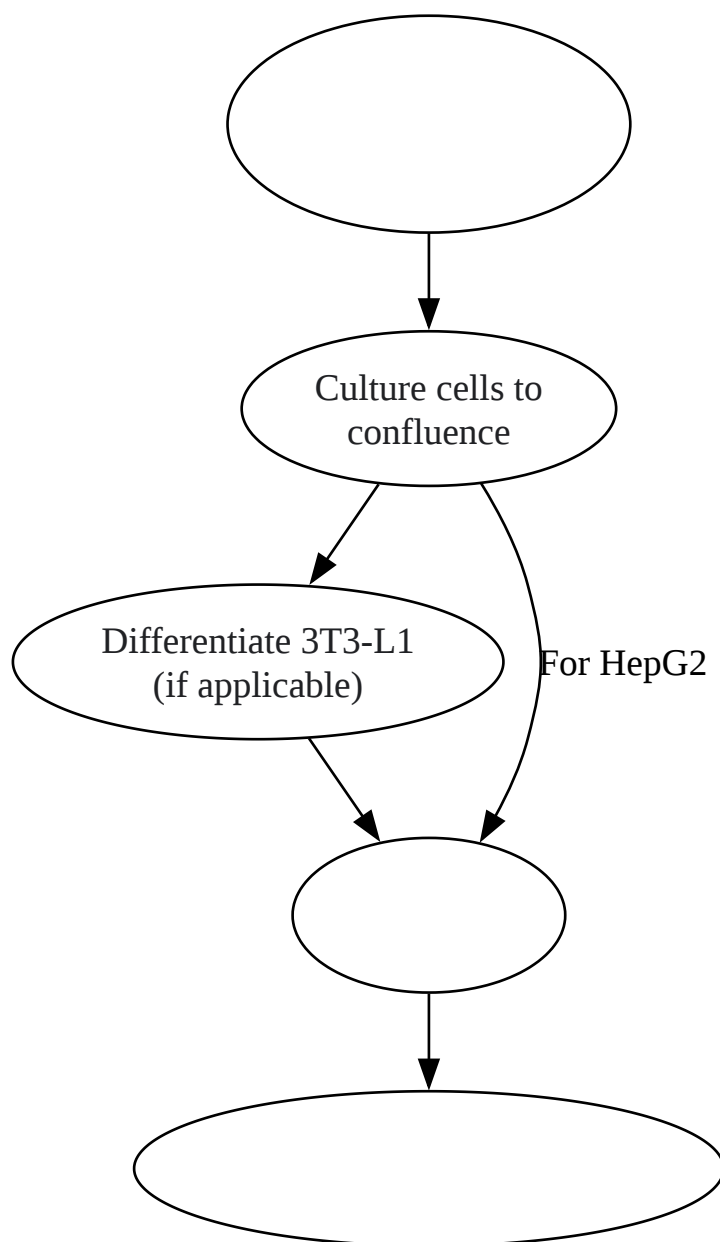 Culture cells to
confluence
Differentiate 3T3-L1
(if applicable)
For HepG2